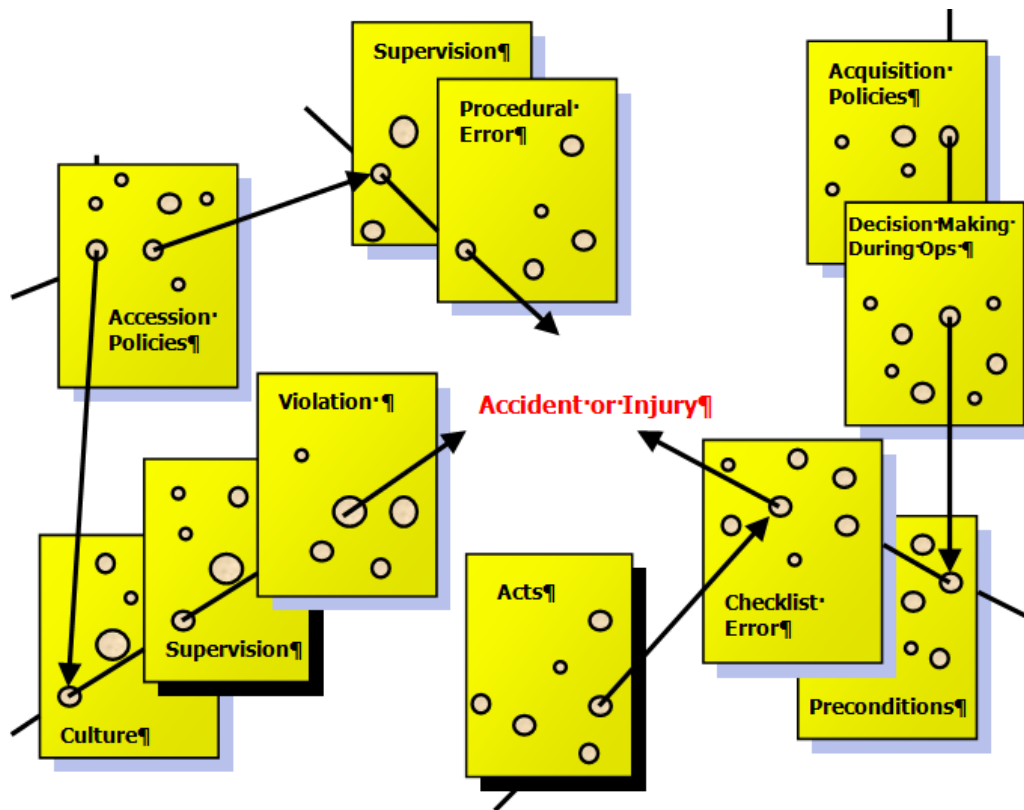 Supervision¶
Procedural·
Error¶
Acquisition·
Policies¶
Decision·Making·
During·Ops·¶
Accession·
Policies¶
Violation·¶
Accident·or·Injury¶
Supervision¶
Culture¶
Acts¶
Checklist·
Error¶
Preconditions¶